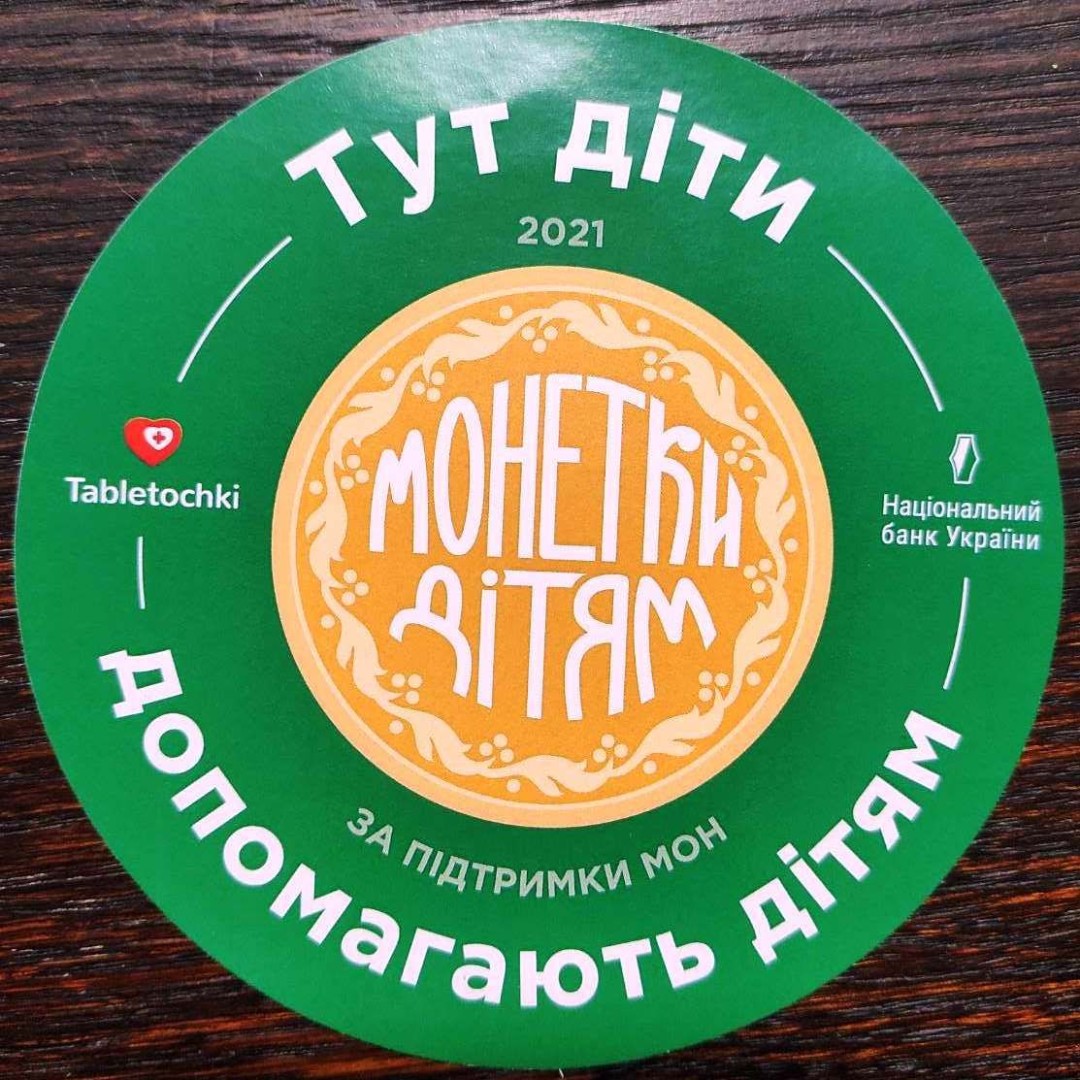 Тут діти
2021
МОНЕТКИ
ДІТЯМ
Tabletochki
Національний
банк України
ЗА ПІДТРИМКИ МОН
допомагають дітям